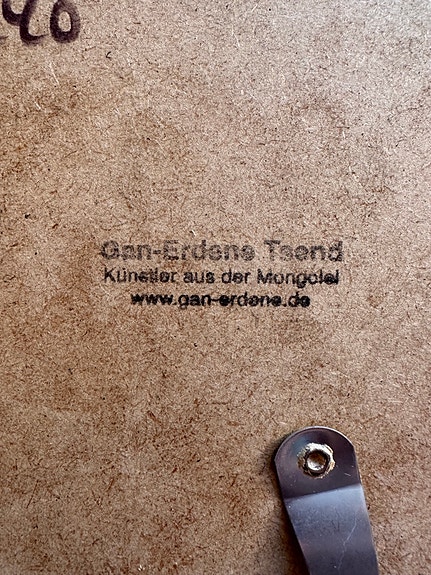 Gan-Erdene Tsend
Künstler aus der Mongolei
www.gan-erdene.de